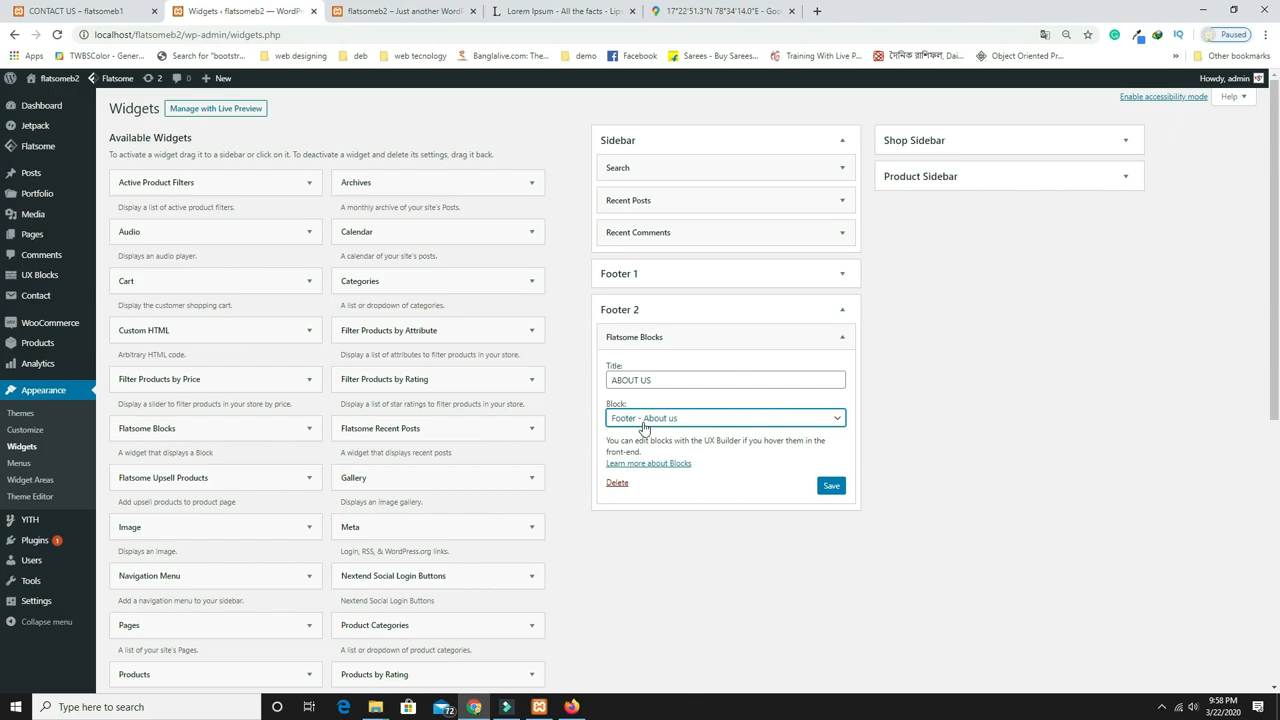 CONTACT US – flatsome1
Widgets ‹ flatsomeb2 — WordPr
flatsomeb2 – Just another WordPr
Lorem Ipsum - All the facts - Lips
17°22'51.3"N 78°34'14.0"E - Goo
localhost/flatsomeb2/wp-admin/widgets.php
Paused
Apps
TWBSColor - Gener...
Search for "bootstr...
web designing
deb
web tecnology
Banglalive.com : Be...
demo
Facebook
Sarees - Buy Sarees...
Training With Live P...
দৈনিক রাশিফল, Dai...
Object Oriented Pro...
Other bookmarks
flatsomeb2
Flatsome
2
0
New
Howdy, admin
Dashboard
Jetpack
Flatsome
Posts
Portfolio
Media
Pages
Comments
UX Blocks
Contact
WooCommerce
Products
Analytics
Appearance
Themes
Customize
Widgets
Menus
Widget Areas
Theme Editor
YITH
Plugins 1
Users
Tools
Settings
Collapse menu
Enable accessibility mode
Help
Widgets
Manage with Live Preview
Available Widgets
To activate a widget drag it to a sidebar or click on it. To deactivate a widget and delete its settings, drag it back.
Active Product Filters
Display a list of active product filters.
Archives
A monthly archive of your site's Posts.
Audio
Displays an audio player.
Calendar
A calendar of your site's posts.
Cart
Display the customer shopping cart.
Categories
A list or dropdown of categories.
Custom HTML
Arbitrary HTML code.
Filter Products by Attribute
Display a list of attributes to filter products in your store.
Filter Products by Price
Display a slider to filter products in your store by price.
Filter Products by Rating
Display a list of star ratings to filter products in your store.
Flatsome Blocks
A widget that displays a Block
Flatsome Recent Posts
A widget that displays recent posts
Flatsome Upsell Products
Add upsell products to product page
Gallery
Displays an image gallery.
Image
Displays an image.
Meta
Login, RSS, & WordPress.org links.
Navigation Menu
Add a navigation menu to your sidebar.
Nextend Social Login Buttons
Nextend Social Login Buttons
Pages
A list of your site's Pages.
Product Categories
A list or dropdown of product categories.
Products
Products by Rating
Sidebar
Search
Recent Posts
Recent Comments
Footer 1
Footer 2
Flatsome Blocks
Title:
ABOUT US
Block:
Footer - About us
You can edit blocks with the UX Builder if you hover them in the
front-end.
Learn more about Blocks
Delete
Save
Shop Sidebar
Product Sidebar
Type here to search
72
9:58 PM
3/22/2020